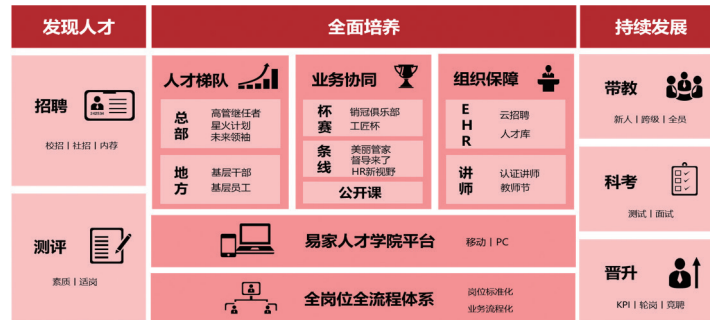 发现人才
招聘
校招 | 社招 | 内荐
测评
素质 | 适岗
全面培养
人才梯队
总部
高管继任者
星火计划
未来领袖
地方
基层干部
基层员工
业务协同
杯赛
销冠俱乐部
工匠杯
条线
美丽管家
督导来了
HR新视野
公开课
组织保障
EHR
云招聘
人才库
讲师
认证讲师
教师节
易家人才学院平台
移动 | PC
全岗位全流程体系
岗位标准化
业务流程化
持续发展
带教
新人 | 跨级 | 全员
科考
测试 | 面试
晋升
KPI | 轮岗 | 竞聘